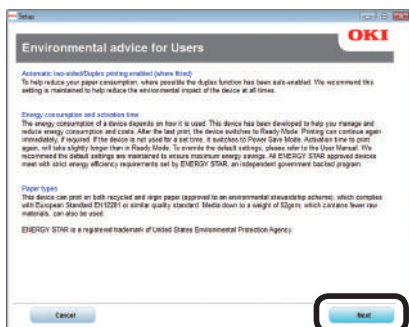 Setup
OKI
Environmental advice for Users
Automatic two-sided/Duplex printing enabled (where fitted)
To help reduce your paper consumption, where possible the duplex function has been auto-enabled. We recommend this
setting is maintained to help reduce the environmental impact of the device at all times.
Energy consumption and activation time
The energy consumption of a device depends on how it is used. This device has been developed to help you manage and
reduce energy consumption and costs. After the last print, the device switches to Ready Mode. Printing can continue again
immediately, if required. If the device is not used for a set time, it switches to Power Save Mode. Activation time to print
again, will take slightly longer than in Ready Mode. To override the default settings, please refer to the User Manual. We
recommend the default settings are maintained to ensure maximum energy savings. All ENERGY STAR approved devices
meet with strict energy efficiency requirements set by ENERGY STAR, an independent government backed program.
Paper types
This device can print on both recycled and virgin paper (approved to an environmental stewardship scheme), which complies
with European Standard EN12281 or similar quality standard. Media down to a weight of 52gsm, which contains fewer raw
materials, can also be used.
ENERGY STAR is a registered trademark of United States Environmental Protection Agency.
Cancel
Next